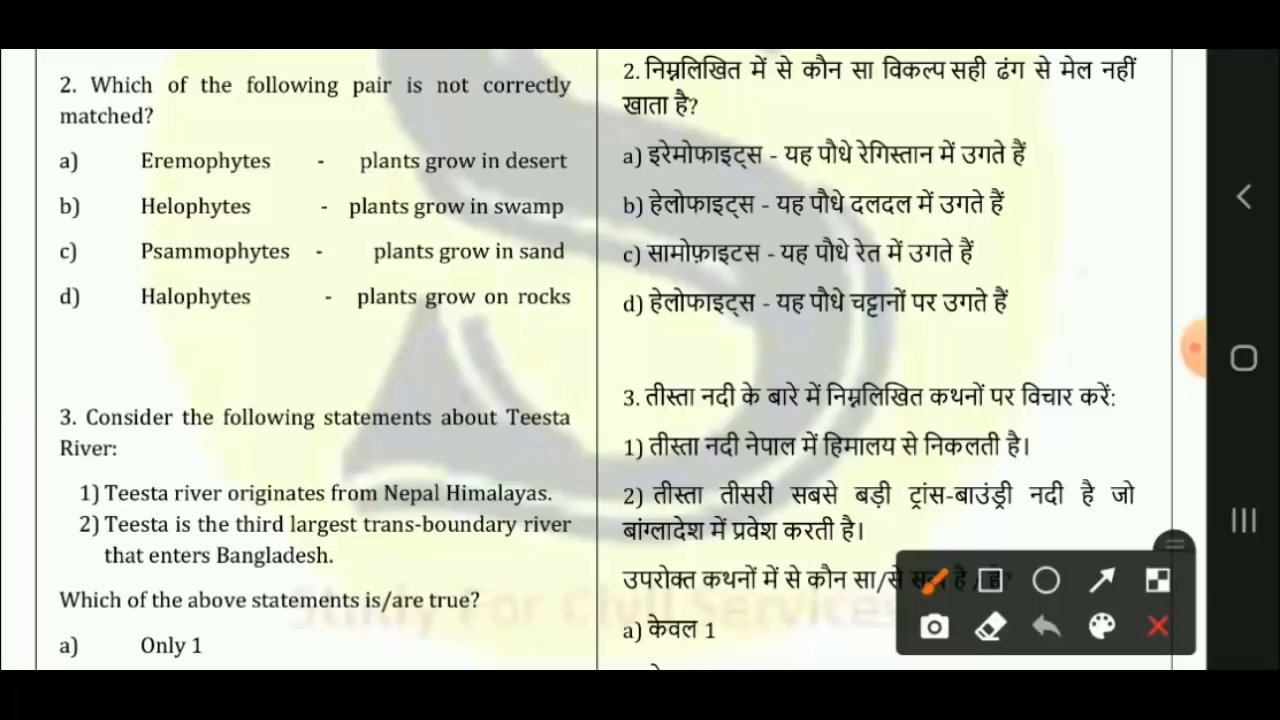 2. Which of the following pair is not correctly
matched?
a) Eremophytes - plants grow in desert
b) Helophytes - plants grow in swamp
c) Psammophytes - plants grow in sand
d) Halophytes - plants grow on rocks
3. Consider the following statements about Teesta
River:
1) Teesta river originates from Nepal Himalayas.
2) Teesta is the third largest trans-boundary river
that enters Bangladesh.
Which of the above statements is/are true?
a) Only 1
2. निम्नलिखित में से कौन सा विकल्प सही ढंग से मेल नहीं
खाता है?
a) इरेमोफाइट्स - यह पौधे रेगिस्तान में उगते हैं
b) हेलोफाइट्स - यह पौधे दलदल में उगते हैं
c) सामोफ़ाइटस - यह पौधे रेत में उगते हैं
d) हेलोफाइट्स - यह पौधे चट्टानों पर उगते हैं
3. तीस्ता नदी के बारे में निम्नलिखित कथनों पर विचार करें:
1) तीस्ता नदी नेपाल में हिमालय से निकलती है।
2) तीस्ता तीसरी सबसे बड़ी ट्रांस-बाउंड्री नदी है जो
बांग्लादेश में प्रवेश करती है।
उपरोक्त कथनों में से कौन सा/से
a) केवल 1
Study For Civil Services